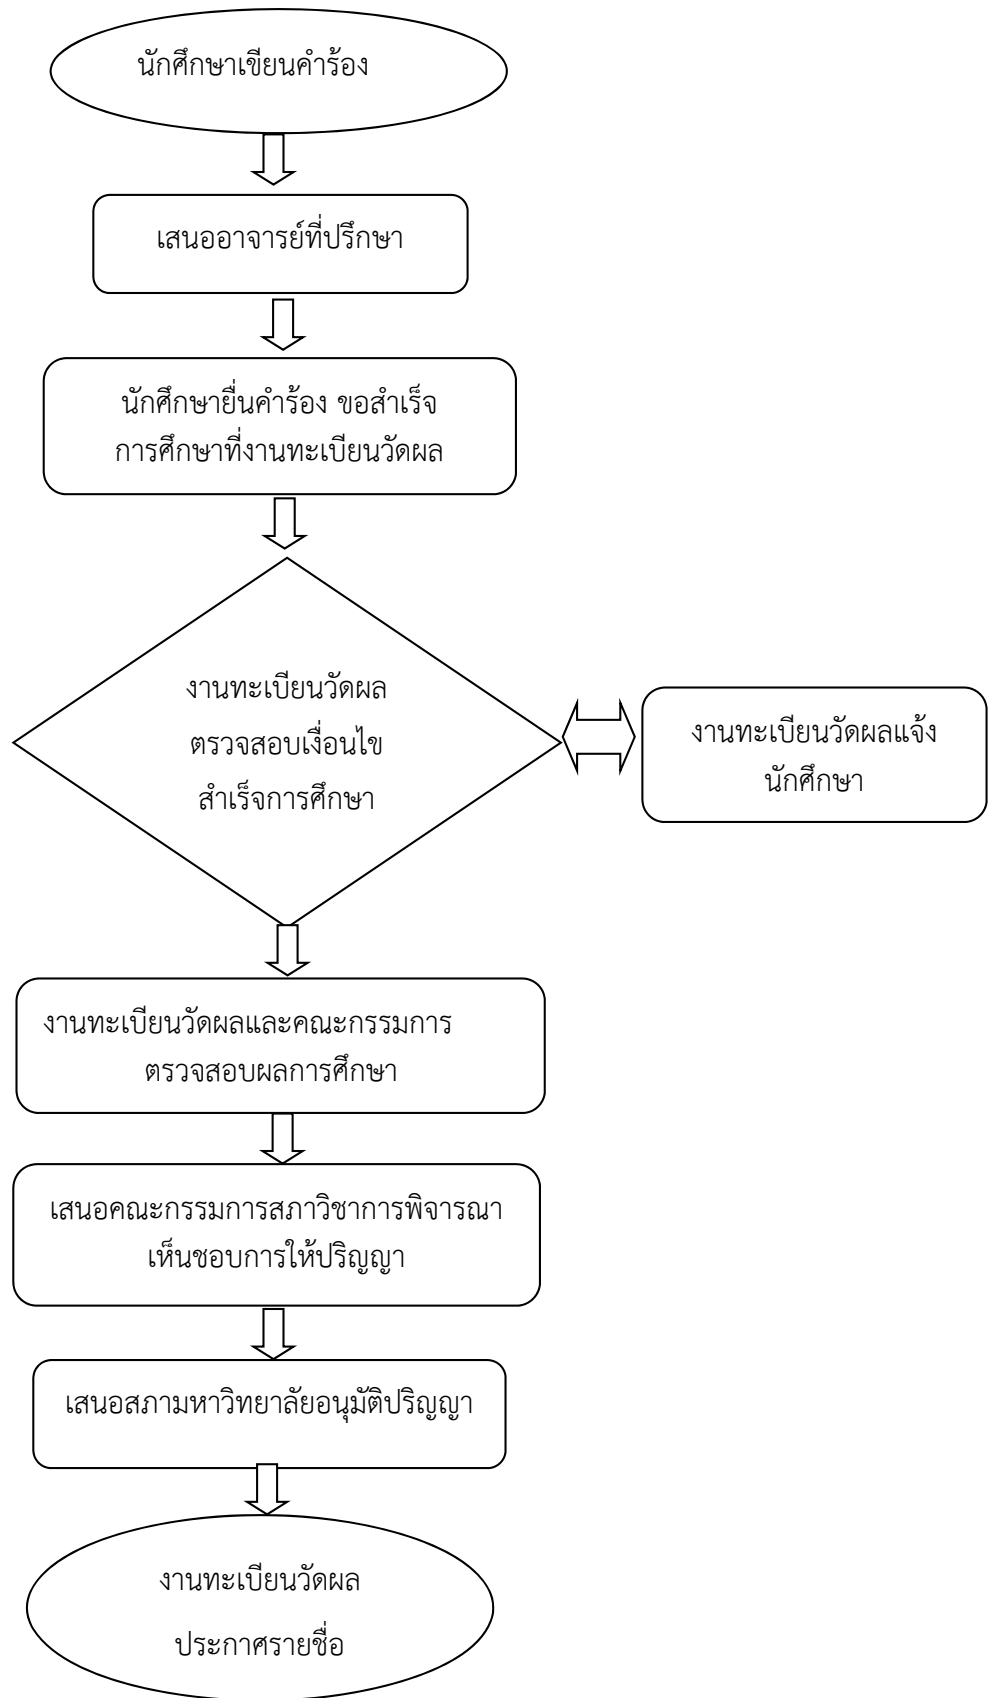 นักศึกษาเขียนคำร้อง
เสนออาจารย์ที่ปรึกษา
นักศึกษายื่นคำร้อง ขอสำเร็จ
การศึกษาที่งานทะเบียนวัดผล
งานทะเบียนวัดผล
ตรวจสอบเงื่อนไข
สำเร็จการศึกษา
งานทะเบียนวัดผลแจ้ง
นักศึกษา
งานทะเบียนวัดผลและคณะกรรมการ
ตรวจสอบผลการศึกษา
เสนอคณะกรรมการสภาวิชาการพิจารณา
เห็นชอบการให้ปริญญา
เสนอสภามหาวิทยาลัยอนุมัติปริญญา
งานทะเบียนวัดผล
ประกาศรายชื่อ